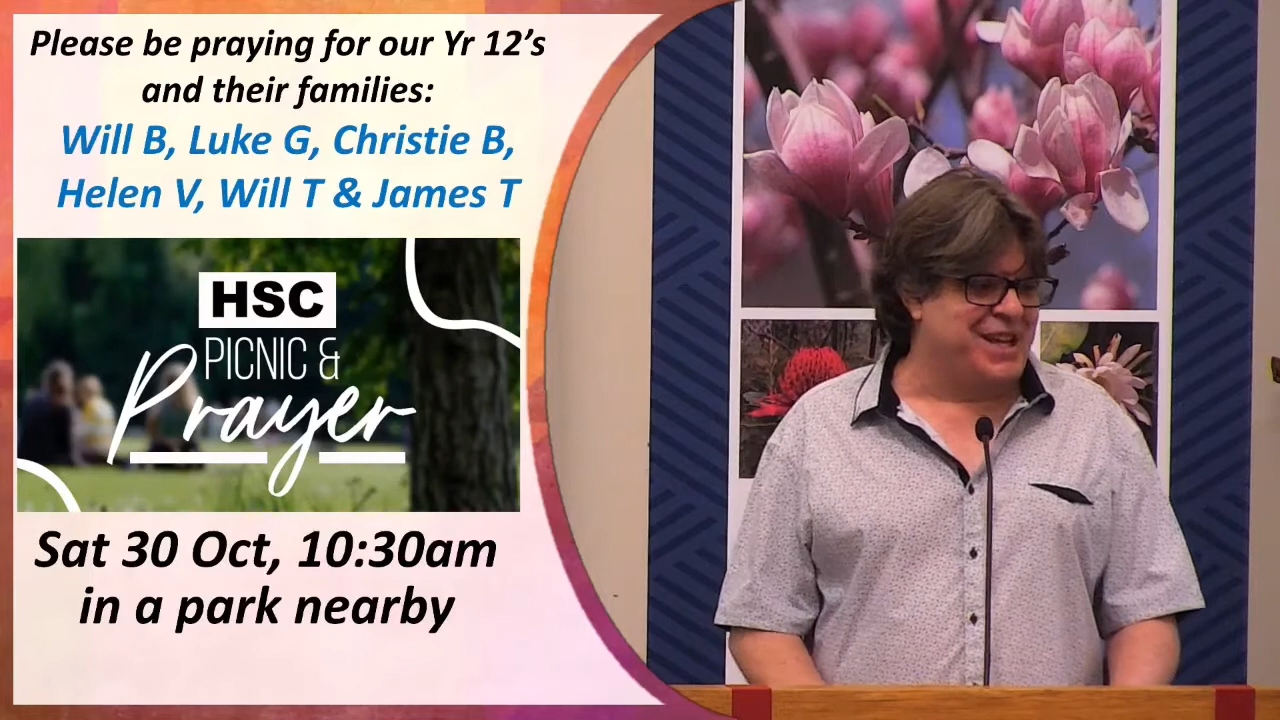 Please be praying for our Yr 12’s
and their families:
Will B, Luke G, Christie B,
Helen V, Will T & James T
HSC
PICNIC &
Prayer
Sat 30 Oct, 10:30am
in a park nearby